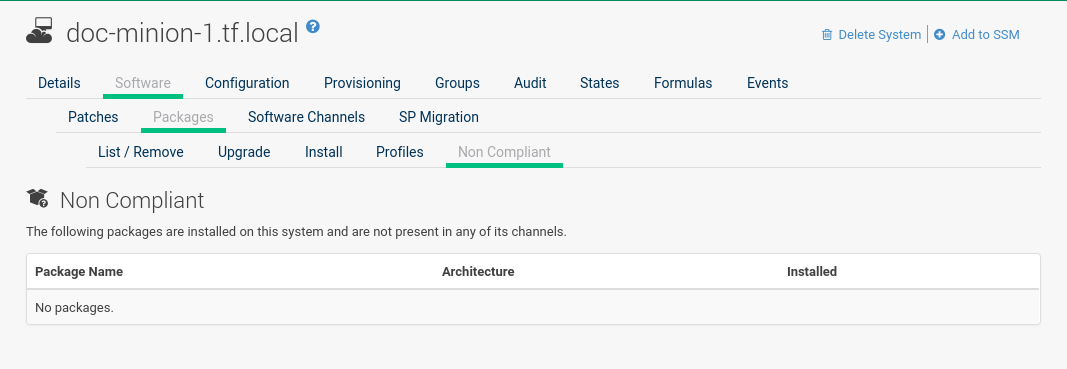 doc-minion-1.tf.local ?
Delete System | Add to SSM
Details Software Configuration Provisioning Groups Audit States Formulas Events
Patches Packages Software Channels SP Migration
List / Remove Upgrade Install Profiles Non Compliant
Non Compliant
The following packages are installed on this system and are not present in any of its channels.
Package Name Architecture Installed
No packages.